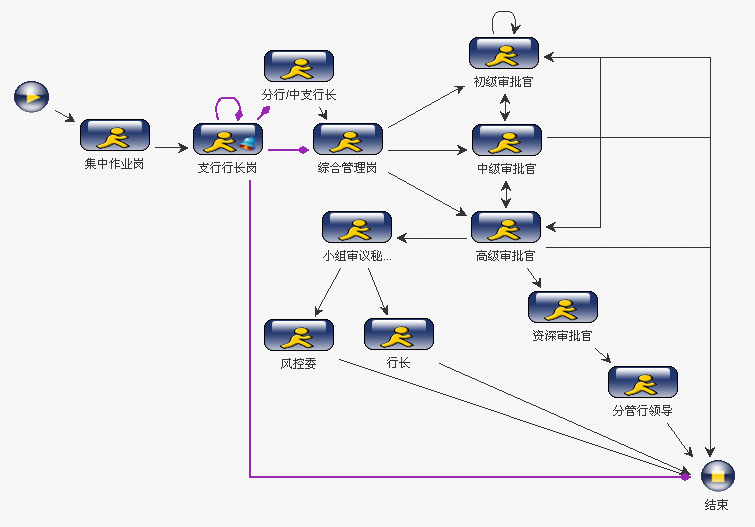 初级审批官
分行/中支行长
集中作业岗
支行行长岗
综合管理岗
中级审批官
小组审议秘...
高级审批官
资深审批官
风控委
行长
分管行领导
结束